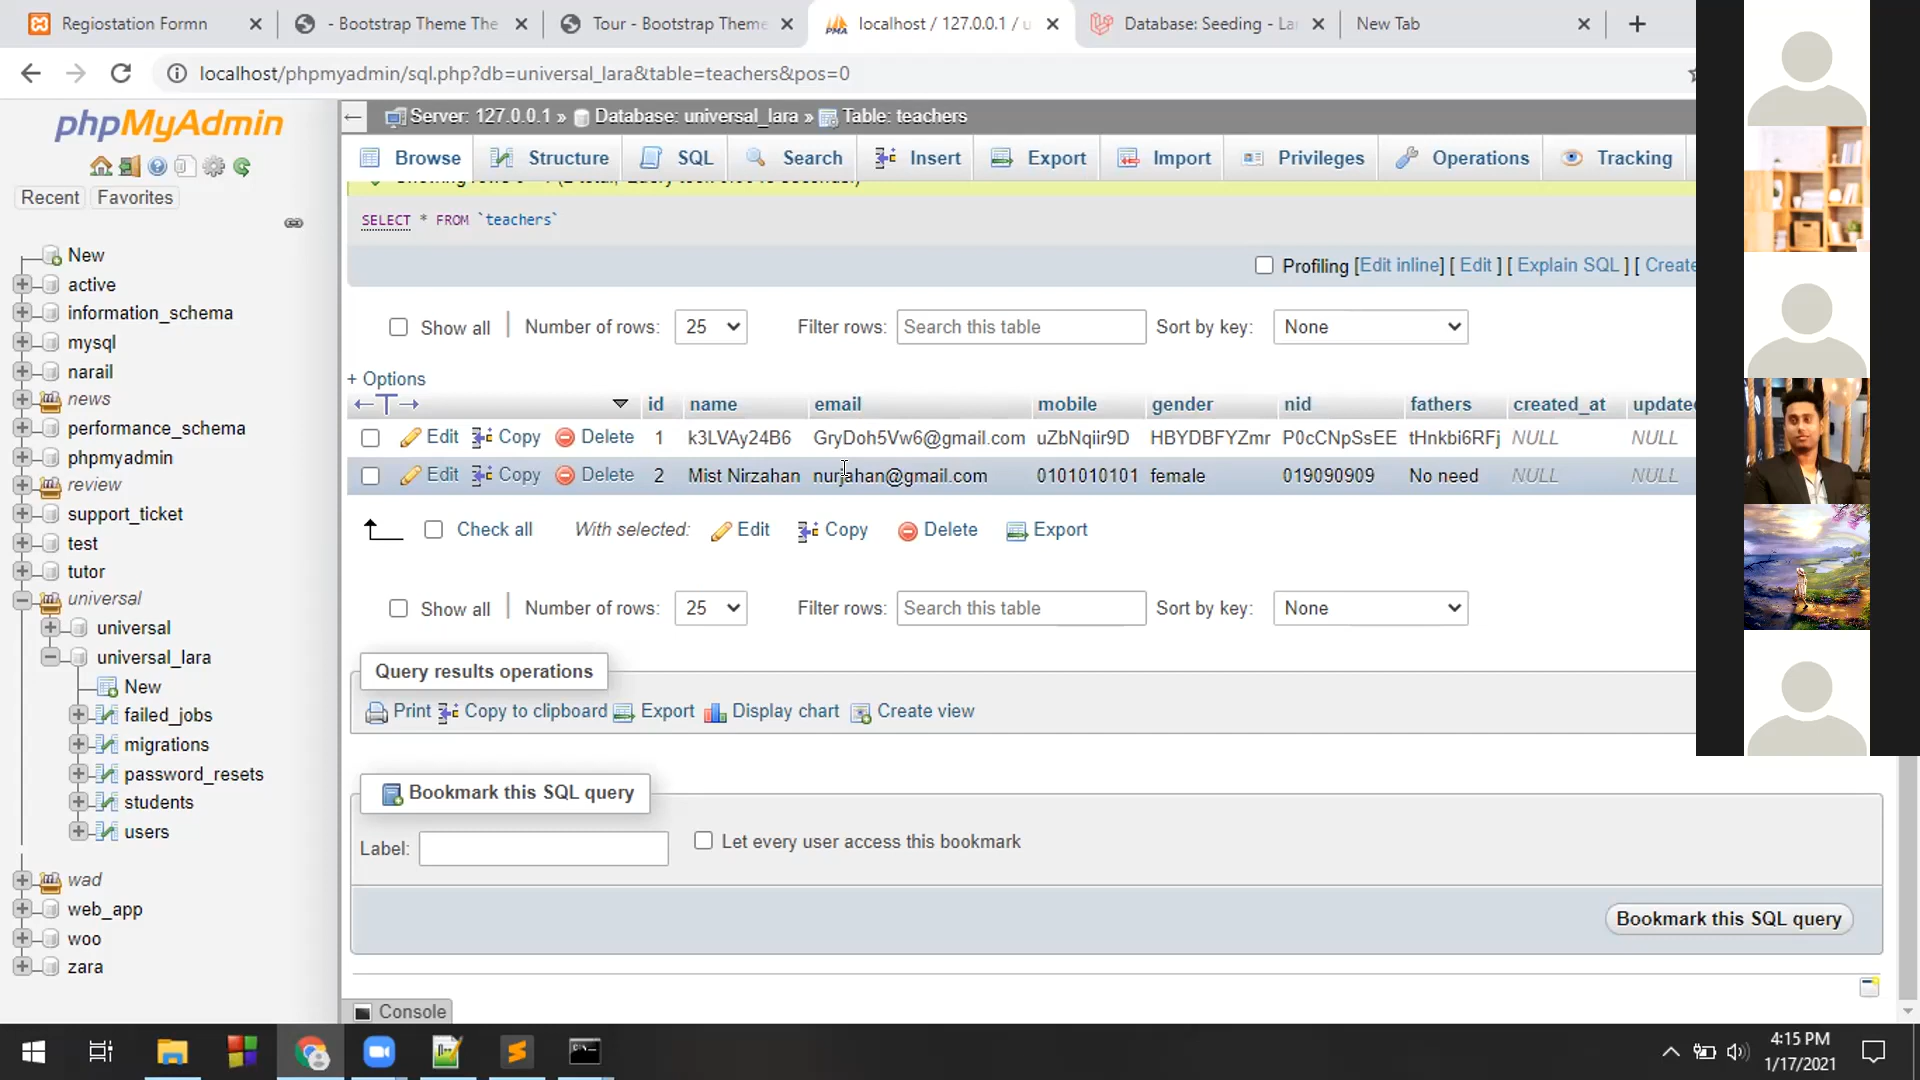 Regiostation Formn
- Bootstrap Theme The
Tour - Bootstrap Theme
localhost / 127.0.0.1 / u
Database: Seeding - La
New Tab
localhost/phpmyadmin/sql.php?db=universal_lara&table=teachers&pos=0
phpMyAdmin
Recent
Favorites
New
active
information_schema
mysql
narail
news
performance_schema
phpmyadmin
review
support_ticket
test
tutor
universal
universal
universal_lara
New
failed_jobs
migrations
password_resets
students
users
wad
web_app
woo
zara
Server: 127.0.0.1 » Database: universal_lara » Table: teachers
Browse Structure SQL Search Insert Export Import Privileges Operations Tracking
SELECT * FROM `teachers`
Profiling [Edit inline] [ Edit ] [ Explain SQL ] [ Create
Show all Number of rows: 25 Filter rows: Search this table Sort by key: None
+ Options
id name email mobile gender nid fathers created_at update
Edit Copy Delete 1 k3LVAy24B6 GryDoh5Vw6@gmail.com uZbNqiir9D HBYDBFYZmr P0cCNpSsEE tHnkbi6RFj NULL NULL
Edit Copy Delete 2 Mist Nirzahan nurjahan@gmail.com 0101010101 female 019090909 No need NULL NULL
Check all With selected: Edit Copy Delete Export
Show all Number of rows: 25 Filter rows: Search this table Sort by key: None
Query results operations
Print Copy to clipboard Export Display chart Create view
Bookmark this SQL query
Label: Let every user access this bookmark
Bookmark this SQL query
Console
4:15 PM
1/17/2021